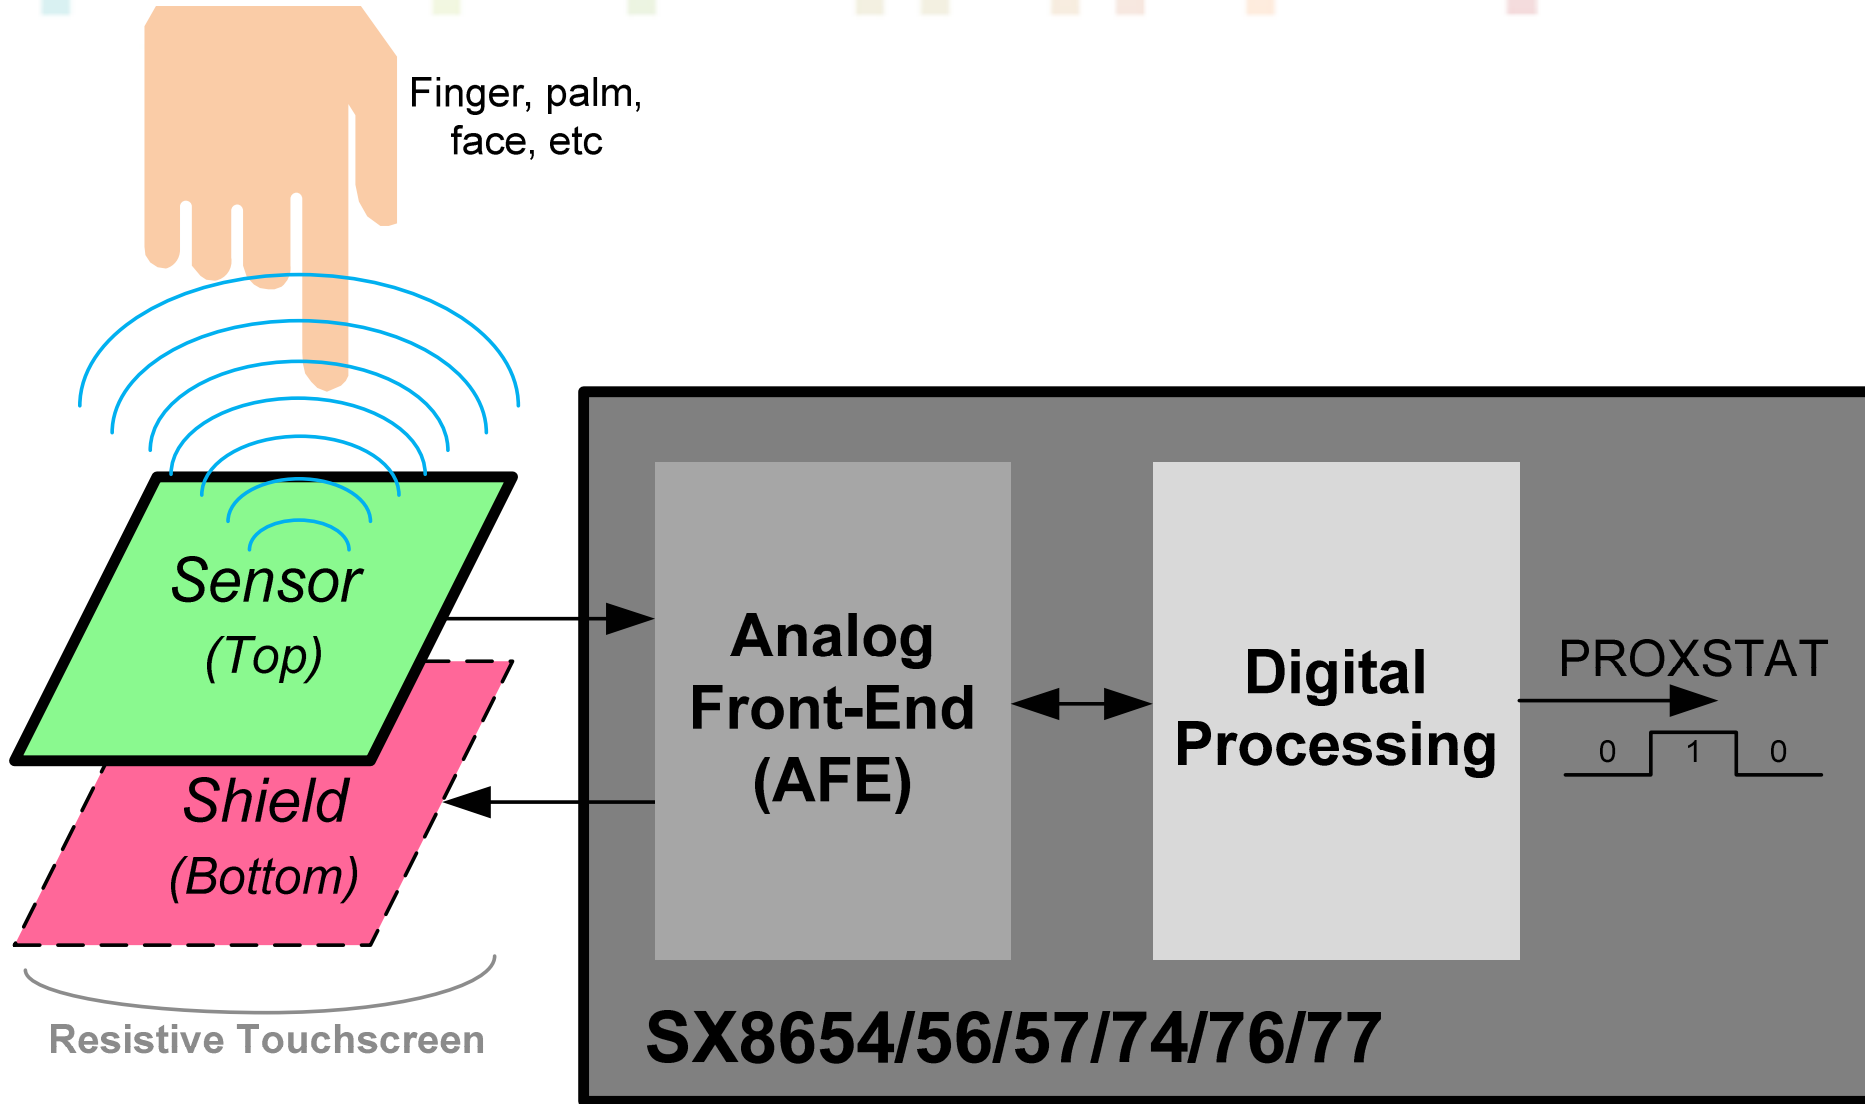 Finger, palm,
face, etc
Sensor
(Top)
Shield
(Bottom)
Resistive Touchscreen
Analog
Front-End
(AFE)
Digital
Processing
PROXSTAT
0 1 0
SX8654/56/57/74/76/77